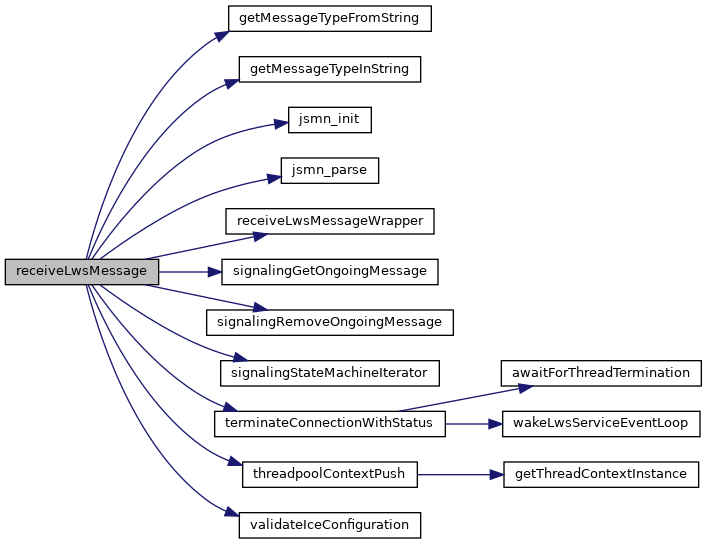 getMessageTypeFromString
getMessageTypeInString
jsmn_init
jsmn_parse
receiveLwsMessageWrapper
receiveLwsMessage
signalingGetOngoingMessage
signalingRemoveOngoingMessage
signalingStateMachineIterator
awaitForThreadTermination
terminateConnectionWithStatus
wakeLwsServiceEventLoop
threadpoolContextPush
getThreadContextInstance
validateIceConfiguration